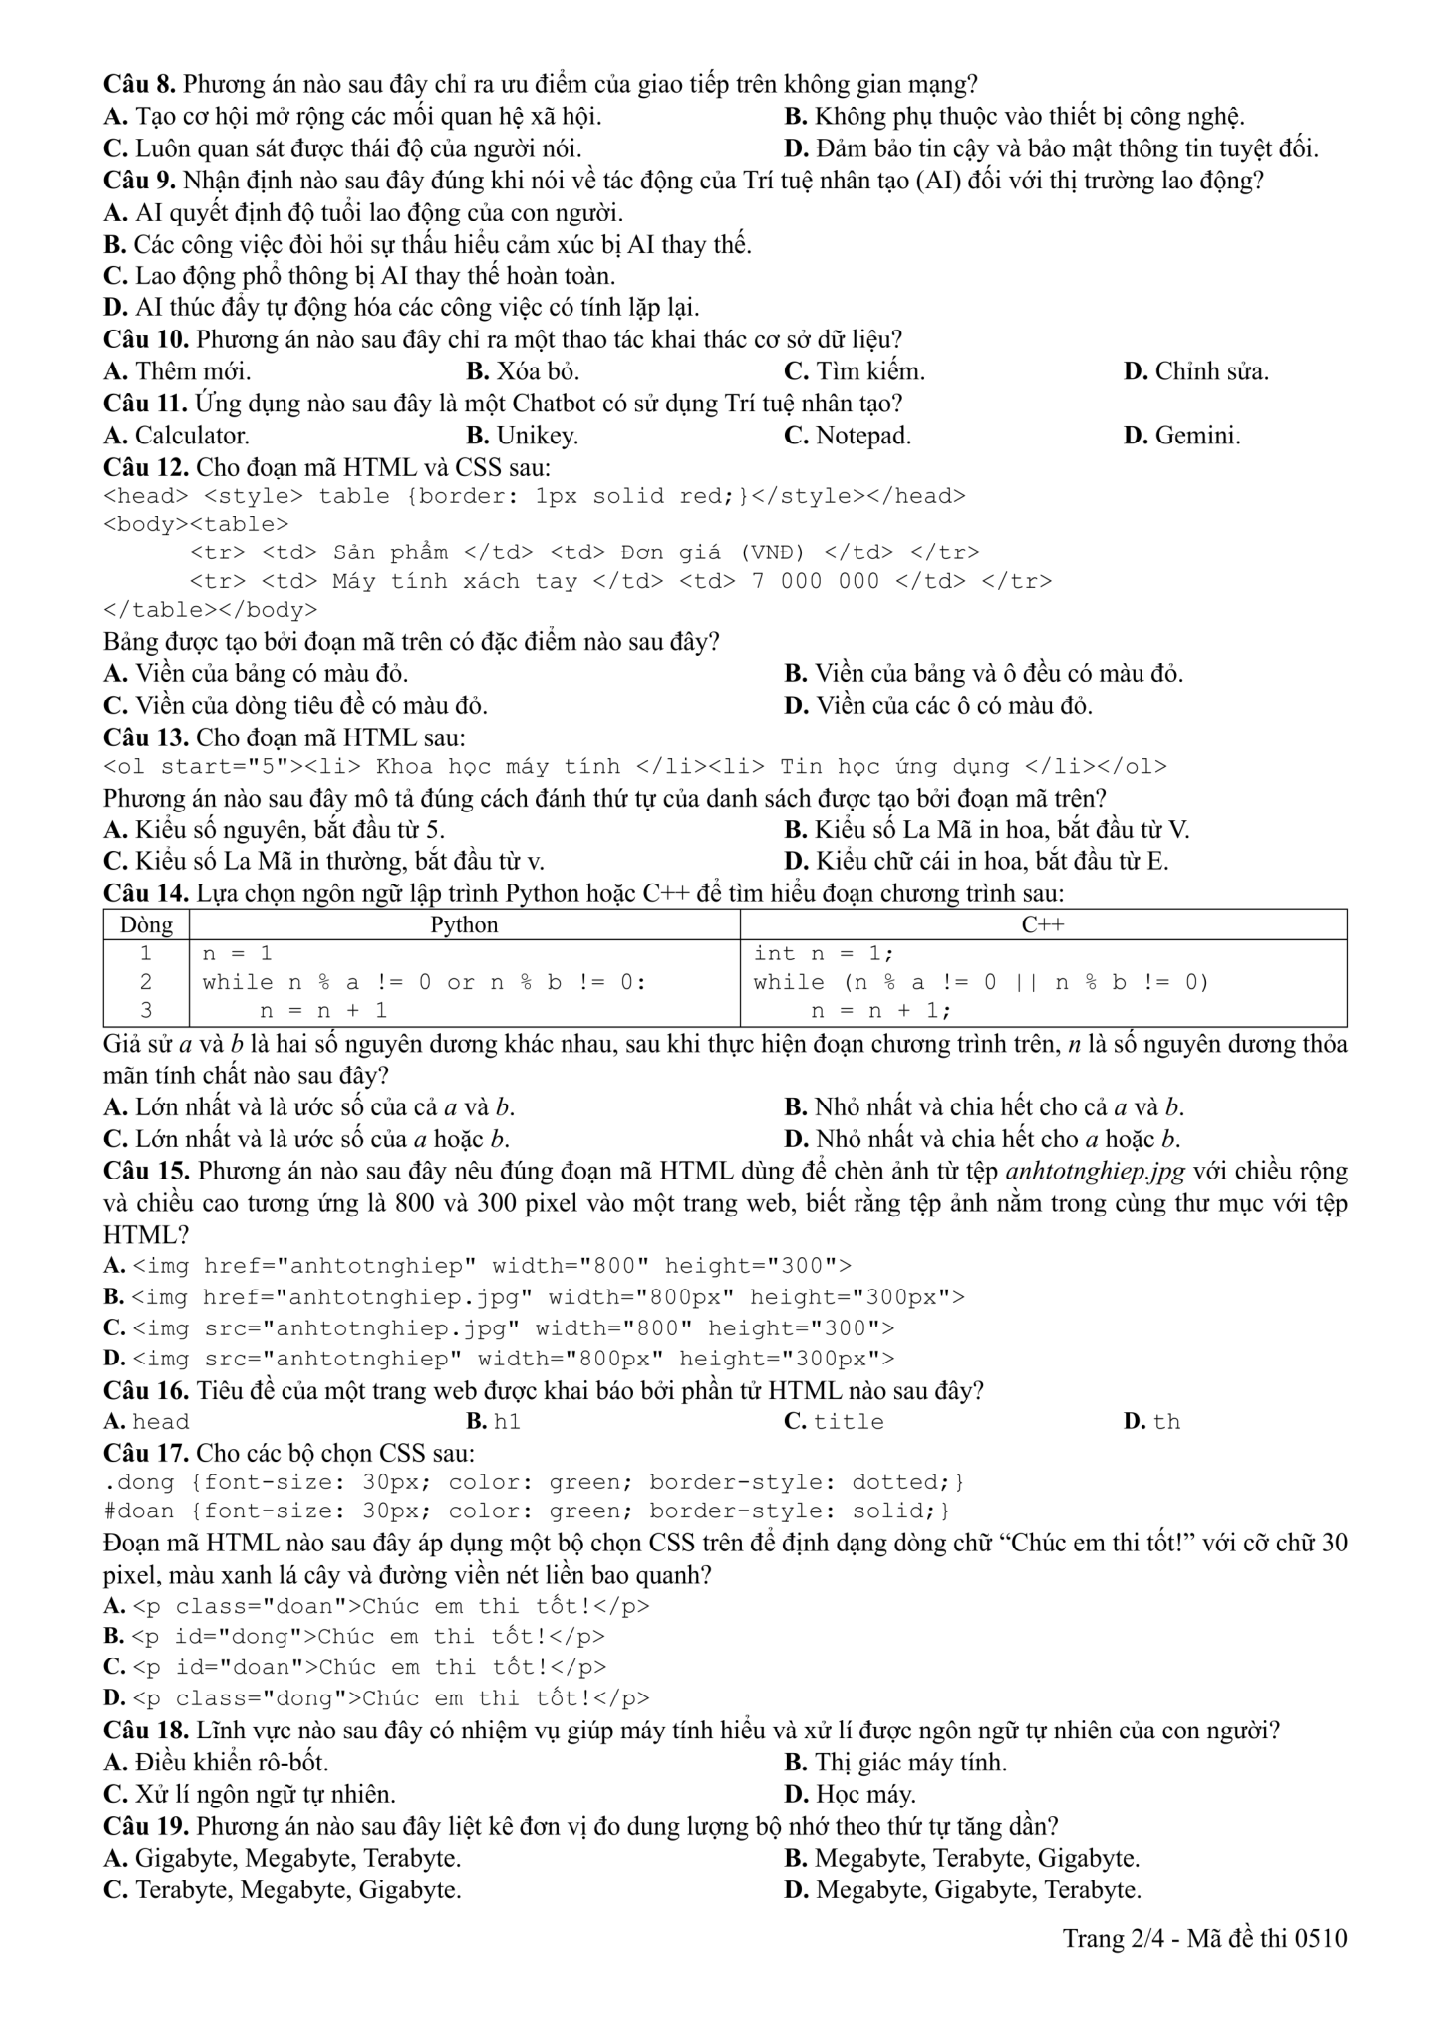 Câu 8. Phương án nào sau đây chỉ ra ưu điểm của giao tiếp trên không gian mạng?
A. Tạo cơ hội mở rộng các mối quan hệ xã hội. B. Không phụ thuộc vào thiết bị công nghệ.
C. Luôn quan sát được thái độ của người nói. D. Đảm bảo tin cậy và bảo mật thông tin tuyệt đối.
Câu 9. Nhận định nào sau đây đúng khi nói về tác động của Trí tuệ nhân tạo (AI) đối với thị trường lao động?
A. AI quyết định độ tuổi lao động của con người.
B. Các công việc đòi hỏi sự thấu hiểu cảm xúc bị AI thay thế.
C. Lao động phổ thông bị AI thay thế hoàn toàn.
D. AI thúc đẩy tự động hóa các công việc có tính lặp lại.
Câu 10. Phương án nào sau đây chỉ ra một thao tác khai thác cơ sở dữ liệu?
A. Thêm mới. B. Xóa bỏ. C. Tìm kiếm. D. Chỉnh sửa.
Câu 11. Ứng dụng nào sau đây là một Chatbot có sử dụng Trí tuệ nhân tạo?
A. Calculator. B. Unikey. C. Notepad. D. Gemini.
Câu 12. Cho đoạn mã HTML và CSS sau:
<head> <style> table {border: 1px solid red;}</style></head>
<body><table>
<tr> <td> Sản phẩm </td> <td> Đơn giá (VNĐ) </td> </tr>
<tr> <td> Máy tính xách tay </td> <td> 7 000 000 </td> </tr>
</table></body>
Bảng được tạo bởi đoạn mã trên có đặc điểm nào sau đây?
A. Viền của bảng có màu đỏ. B. Viền của bảng và ô đều có màu đỏ.
C. Viền của dòng tiêu đề có màu đỏ. D. Viền của các ô có màu đỏ.
Câu 13. Cho đoạn mã HTML sau:
<ol start="5"><li> Khoa học máy tính </li><li> Tin học ứng dụng </li></ol>
Phương án nào sau đây mô tả đúng cách đánh thứ tự của danh sách được tạo bởi đoạn mã trên?
A. Kiểu số nguyên, bắt đầu từ 5. B. Kiểu số La Mã in hoa, bắt đầu từ V.
C. Kiểu số La Mã in thường, bắt đầu từ v. D. Kiểu chữ cái in hoa, bắt đầu từ E.
Câu 14. Lựa chọn ngôn ngữ lập trình Python hoặc C++ để tìm hiểu đoạn chương trình sau:
Dòng Python C++
1 n = 1 int n = 1;
2 while n % a != 0 or n % b != 0: while (n % a != 0 || n % b != 0)
3 n = n + 1 n = n + 1;
Giả sử a và b là hai số nguyên dương khác nhau, sau khi thực hiện đoạn chương trình trên, n là số nguyên dương thỏa
mãn tính chất nào sau đây?
A. Lớn nhất và là ước số của cả a và b. B. Nhỏ nhất và chia hết cho cả a và b.
C. Lớn nhất và là ước số của a hoặc b. D. Nhỏ nhất và chia hết cho a hoặc b.
Câu 15. Phương án nào sau đây nêu đúng đoạn mã HTML dùng để chèn ảnh từ tệp anhtotnghiep.jpg với chiều rộng
và chiều cao tương ứng là 800 và 300 pixel vào một trang web, biết rằng tệp ảnh nằm trong cùng thư mục với tệp
HTML?
A. <img href="anhtotnghiep" width="800" height="300">
B. <img href="anhtotnghiep.jpg" width="800px" height="300px">
C. <img src="anhtotnghiep.jpg" width="800" height="300">
D. <img src="anhtotnghiep" width="800px" height="300px">
Câu 16. Tiêu đề của một trang web được khai báo bởi phần tử HTML nào sau đây?
A. head B. h1 C. title D. th
Câu 17. Cho các bộ chọn CSS sau:
.dong {font-size: 30px; color: green; border-style: dotted;}
#doan {font-size: 30px; color: green; border-style: solid;}
Đoạn mã HTML nào sau đây áp dụng một bộ chọn CSS trên để định dạng dòng chữ “Chúc em thi tốt!” với cỡ chữ 30
pixel, màu xanh lá cây và đường viền nét liền bao quanh?
A. <p class="doan">Chúc em thi tốt!</p>
B. <p id="dong">Chúc em thi tốt!</p>
C. <p id="doan">Chúc em thi tốt!</p>
D. <p class="dong">Chúc em thi tốt!</p>
Câu 18. Lĩnh vực nào sau đây có nhiệm vụ giúp máy tính hiểu và xử lí được ngôn ngữ tự nhiên của con người?
A. Điều khiển rô-bốt. B. Thị giác máy tính.
C. Xử lí ngôn ngữ tự nhiên. D. Học máy.
Câu 19. Phương án nào sau đây liệt kê đơn vị đo dung lượng bộ nhớ theo thứ tự tăng dần?
A. Gigabyte, Megabyte, Terabyte. B. Megabyte, Terabyte, Gigabyte.
C. Terabyte, Megabyte, Gigabyte. D. Megabyte, Gigabyte, Terabyte.
Trang 2/4 - Mã đề thi 0510